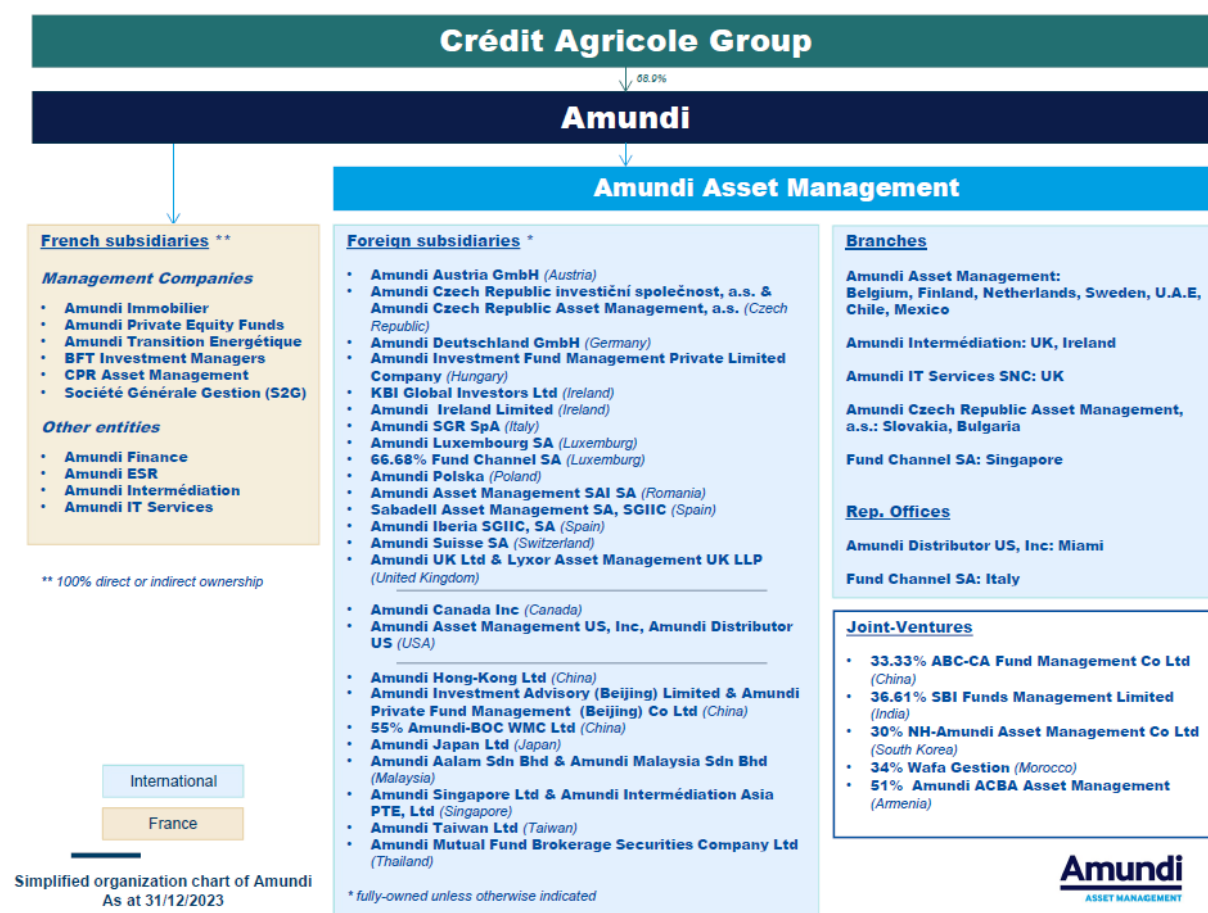 Crédit Agricole Group
68.9%
Amundi
Amundi Asset Management
French subsidiaries **
Management Companies
• Amundi Immobilier
• Amundi Private Equity Funds
• Amundi Transition Energétique
• BFT Investment Managers
• CPR Asset Management
• Société Générale Gestion (S2G)
Other entities
• Amundi Finance
• Amundi ESR
• Amundi Intermédiation
• Amundi IT Services
** 100% direct or indirect ownership
Foreign subsidiaries *
• Amundi Austria GmbH (Austria)
• Amundi Czech Republic investiční společnost, a.s. &
Amundi Czech Republic Asset Management, a.s. (Czech
Republic)
• Amundi Deutschland GmbH (Germany)
• Amundi Investment Fund Management Private Limited
Company (Hungary)
• KBI Global Investors Ltd (Ireland)
• Amundi Ireland Limited (Ireland)
• Amundi SGR SpA (Italy)
• Amundi Luxembourg SA (Luxemburg)
• 66.68% Fund Channel SA (Luxemburg)
• Amundi Polska (Poland)
• Amundi Asset Management SAI SA (Romania)
• Sabadell Asset Management SA, SGIIC (Spain)
• Amundi Iberia SGIIC, SA (Spain)
• Amundi Suisse SA (Switzerland)
• Amundi UK Ltd & Lyxor Asset Management UK LLP
(United Kingdom)
• Amundi Canada Inc (Canada)
• Amundi Asset Management US, Inc, Amundi Distributor
US (USA)
• Amundi Hong-Kong Ltd (China)
• Amundi Investment Advisory (Beijing) Limited & Amundi
Private Fund Management (Beijing) Co Ltd (China)
• 55% Amundi-BOC WMC Ltd (China)
• Amundi Japan Ltd (Japan)
• Amundi Aalam Sdn Bhd & Amundi Malaysia Sdn Bhd
(Malaysia)
• Amundi Singapore Ltd & Amundi Intermédiation Asia
PTE, Ltd (Singapore)
• Amundi Taiwan Ltd (Taiwan)
• Amundi Mutual Fund Brokerage Securities Company Ltd
(Thailand)
* fully-owned unless otherwise indicated
Branches
Amundi Asset Management:
Belgium, Finland, Netherlands, Sweden, U.A.E,
Chile, Mexico
Amundi Intermédiation: UK, Ireland
Amundi IT Services SNC: UK
Amundi Czech Republic Asset Management,
a.s.: Slovakia, Bulgaria
Fund Channel SA: Singapore
Rep. Offices
Amundi Distributor US, Inc: Miami
Fund Channel SA: Italy
Joint-Ventures
• 33.33% ABC-CA Fund Management Co Ltd
(China)
• 36.61% SBI Funds Management Limited
(India)
• 30% NH-Amundi Asset Management Co Ltd
(South Korea)
• 34% Wafa Gestion (Morocco)
• 51% Amundi ACBA Asset Management
(Armenia)
International
France
Simplified organization chart of Amundi
As at 31/12/2023
Amundi
ASSET MANAGEMENT